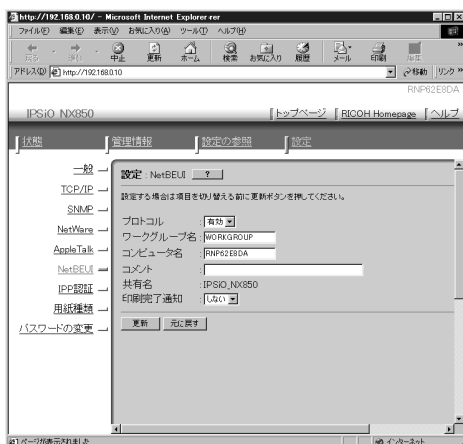 http://192.168.0.10/ - Microsoft Internet Explorer
ファイル(F) 編集(E) 表示(V) お気に入り(A) ツール(T) ヘルプ(H)
戻る 進む 中止 更新 ホーム 検索 お気に入り 履歴 メール 印刷 編集 »
アドレス(D) http://192.168.0.10 移動 リンク »
RNP62E8DA
IPSiO NX850
トップページ RICOH Homepage ヘルプ
状態 管理情報 設定の参照 設定
一般
TCP/IP
SNMP
NetWare
AppleTalk
NetBEUI
IPP認証
用紙種類
パスワードの変更
設定 : NetBEUI ?
設定する場合は項目を切り替える前に更新ボタンを押してください。
プロトコル : 有効
ワークグループ名 : WORKGROUP
コンピュータ名 : RNP62E8DA
コメント :
共有名 : IPSiO_NX850
印刷完了通知 : しない
更新 元に戻す
ページが表示されました
インターネット